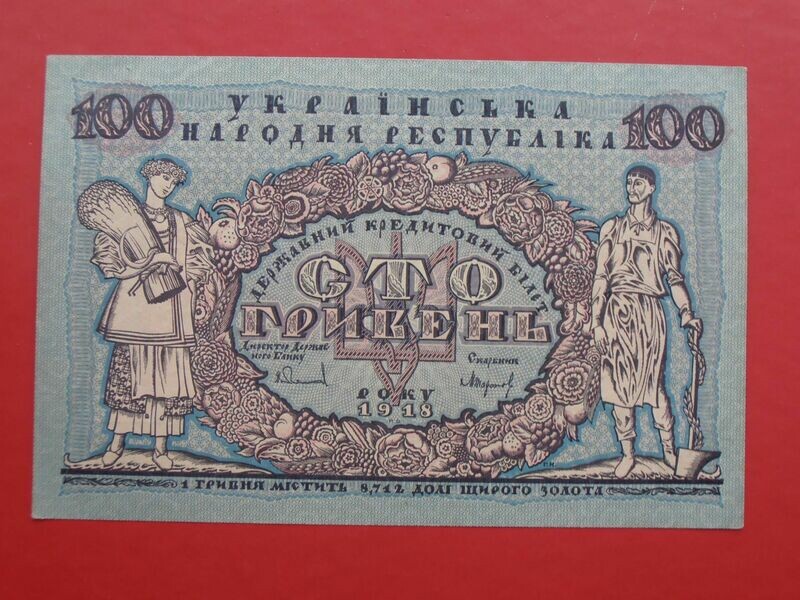 100 УКРАЇНСЬКА 100
НАРОДНЯ РЕСПУБЛІКА
ДЕРЖАВНИЙ КРЕДИТОВИЙ БІЛЕТ
СТО
ГРИВЕНЬ
Директор Держав
ного Банку
Скарбник
РОКУ
1918
1 ГРИВНЯ МІСТИТЬ 8,712 ДОЛІ ЩИРОГО ЗОЛОТА